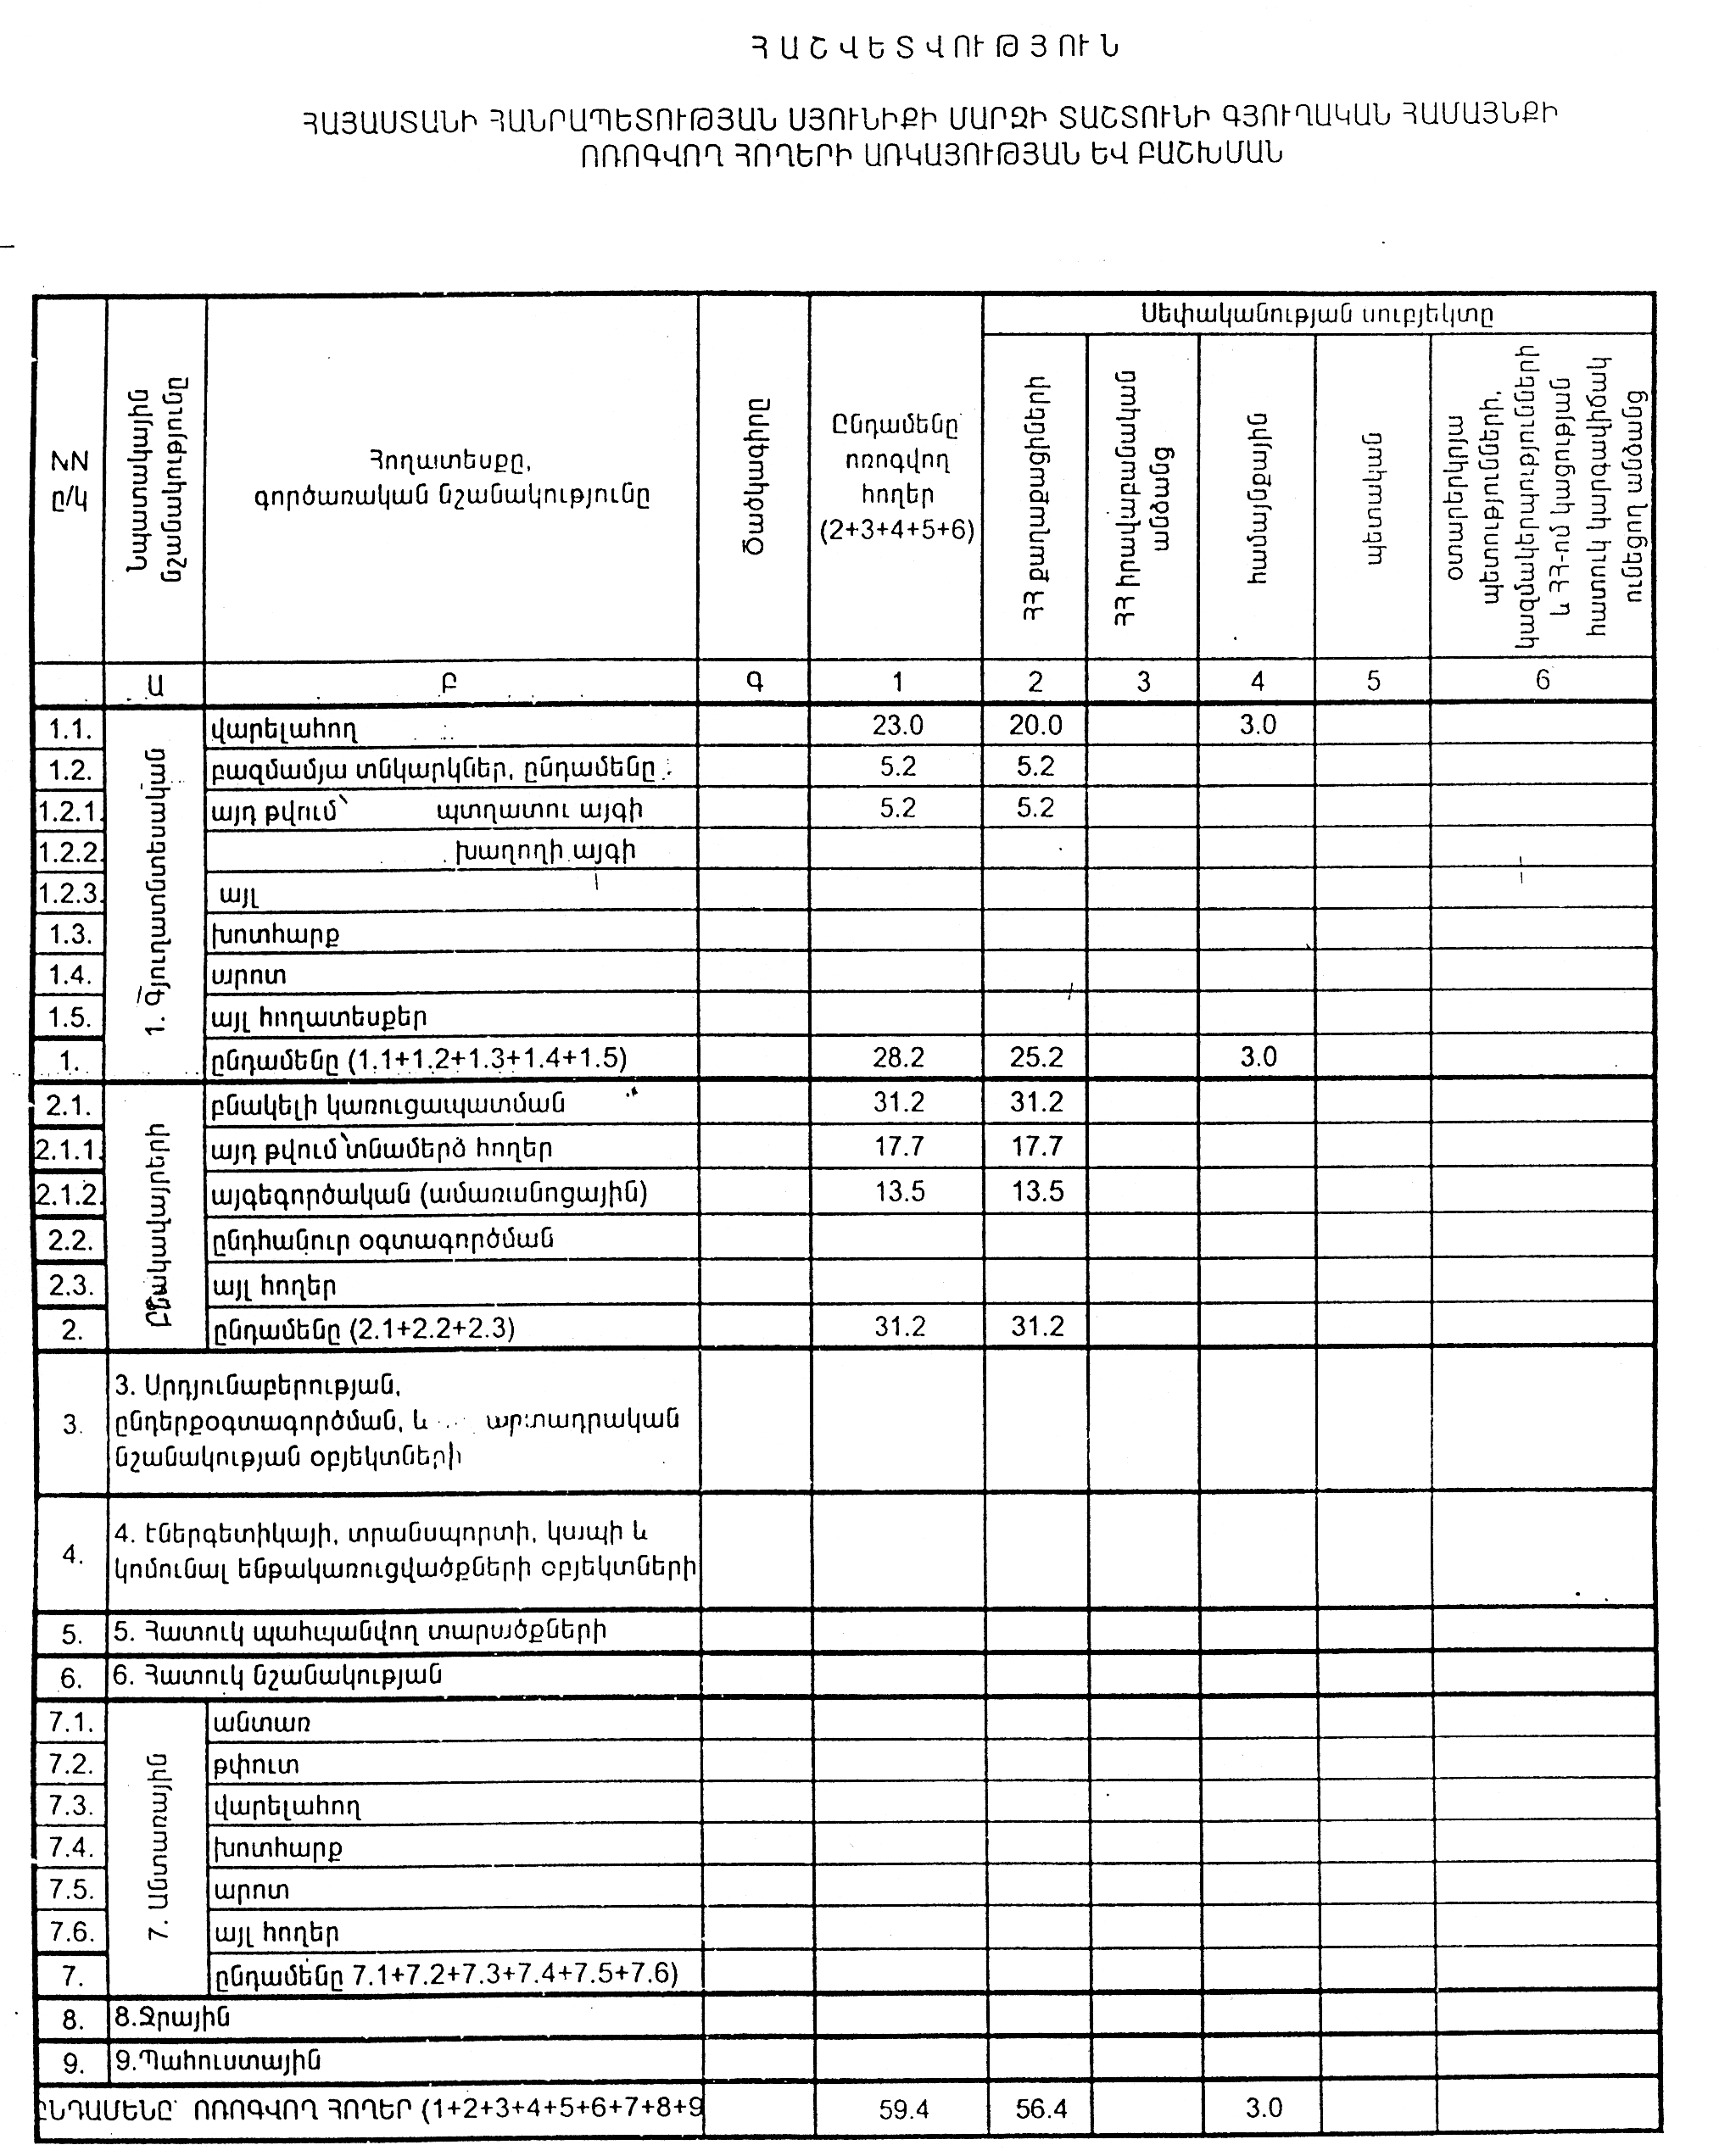 ՀԱՇՎԵՏՎՈՒԹՅՈՒՆ
ՀԱՅԱՍՏԱՆԻ ՀԱՆՐԱՊԵՏՈՒԹՅԱՆ ՍՅՈՒՆԻՔԻ ՄԱՐԶԻ ՏԱՇՏՈՒՆԻ ԳՅՈՒՂԱԿԱՆ ՀԱՄԱՅՆՔԻ
ՈՌՈԳՎՈՂ ՀՈՂԵՐԻ ԱՌԿԱՅՈՒԹՅԱՆ ԵՎ ԲԱՇԽՄԱՆ
NN
ը/կ
Նպատակային
նշանակությունը
Հողատեսքը,
գործառական նշանակությունը
Ծածկագիրը
Ընդամենը
ոռոգվող
հողեր
(2+3+4+5+6)
Սեփականության սուբյեկտը
ՀՀ քաղաքացիների
ՀՀ իրավաբանական
անձանց
համայնքային
պետական
օտարերկրյա
պետությունների,
կազմակերպությունների
և ՀՀ-ում կացության
հատուկ կարգավիճակ
ունեցող անձանց
Ա Բ Գ 1 2 3 4 5 6
1. Գյուղատնտեսական
1.1. վարելահող 23.0 20.0 3.0
1.2. բազմամյա տնկարկներ, ընդամենը 5.2 5.2
1.2.1. այդ թվում՝ պտղատու այգի 5.2 5.2
1.2.2. խաղողի այգի
1.2.3. այլ
1.3. խոտհարք
1.4. արոտ
1.5. այլ հողատեսքեր
1. ընդամենը (1.1+1.2+1.3+1.4+1.5) 28.2 25.2 3.0
2.1. բնակելի կառուցապատման 31.2 31.2
2.1.1. այդ թվում՝ տնամերձ հողեր 17.7 17.7
2.1.2. այգեգործական (ամառանոցային) 13.5 13.5
2.2. ընդհանուր օգտագործման
2.3. այլ հողեր
2. ընդամենը (2.1+2.2+2.3) 31.2 31.2
3. 3. Արդյունաբերության,
ընդերքօգտագործման, և արտադրական
նշանակության օբյեկտների
4. 4. էներգետիկայի, տրանսպորտի, կապի և
կոմունալ ենթակառուցվածքների օբյեկտների
5. 5. Հատուկ պահպանվող տարածքների
6. 6. Հատուկ նշանակության
7. Անտառային
7.1. անտառ
7.2. թփուտ
7.3. վարելահող
7.4. խոտհարք
7.5. արոտ
7.6. այլ հողեր
7. ընդամենը 7.1+7.2+7.3+7.4+7.5+7.6)
8. 8.Ջրային
9. 9.Պահուստային
ԸՆԴԱՄԵՆԸ՝ ՈՌՈԳՎՈՂ ՀՈՂԵՐ (1+2+3+4+5+6+7+8+9 59.4 56.4 3.0